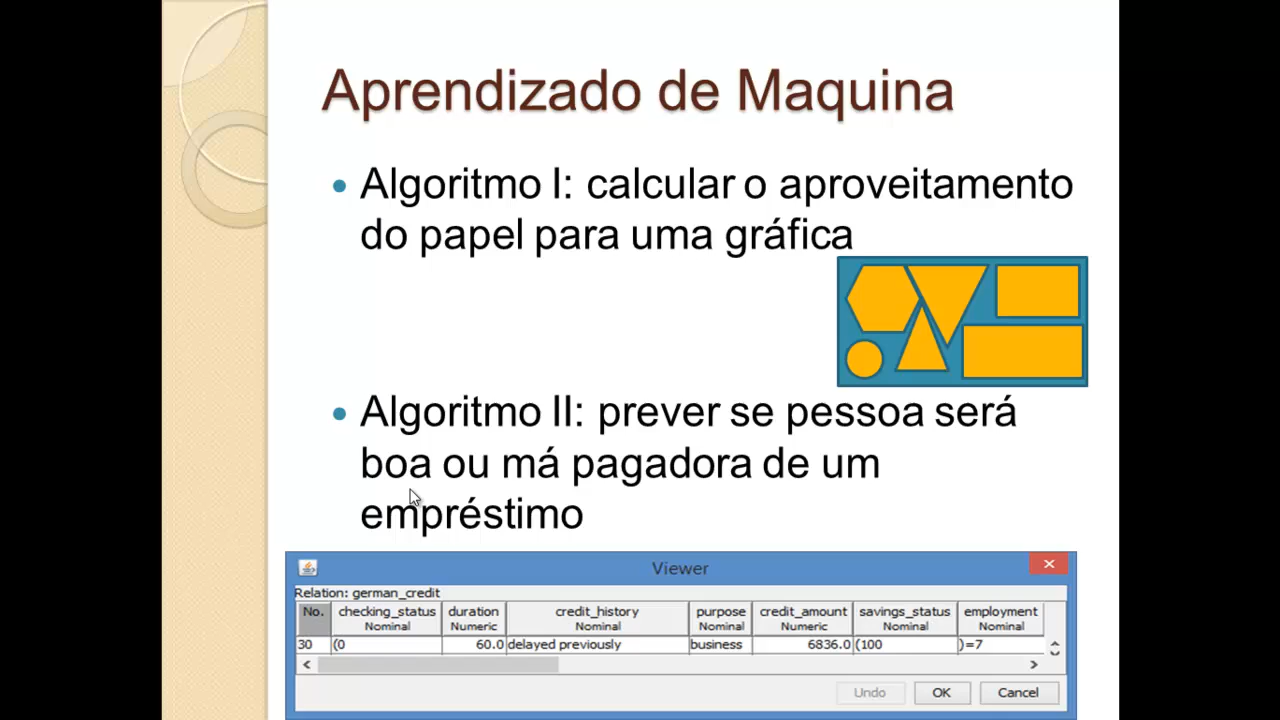 Aprendizado de Maquina
• Algoritmo I: calcular o aproveitamento
do papel para uma gráfica
• Algoritmo II: prever se pessoa será
boa ou má pagadora de um
empréstimo
Viewer
Relation: german_credit
No. checking_status duration credit_history purpose credit_amount savings_status employment
Nominal Numeric Nominal Nominal Numeric Nominal Nominal
30 (0 60.0 delayed previously business 6836.0 (100 )=7
Undo OK Cancel